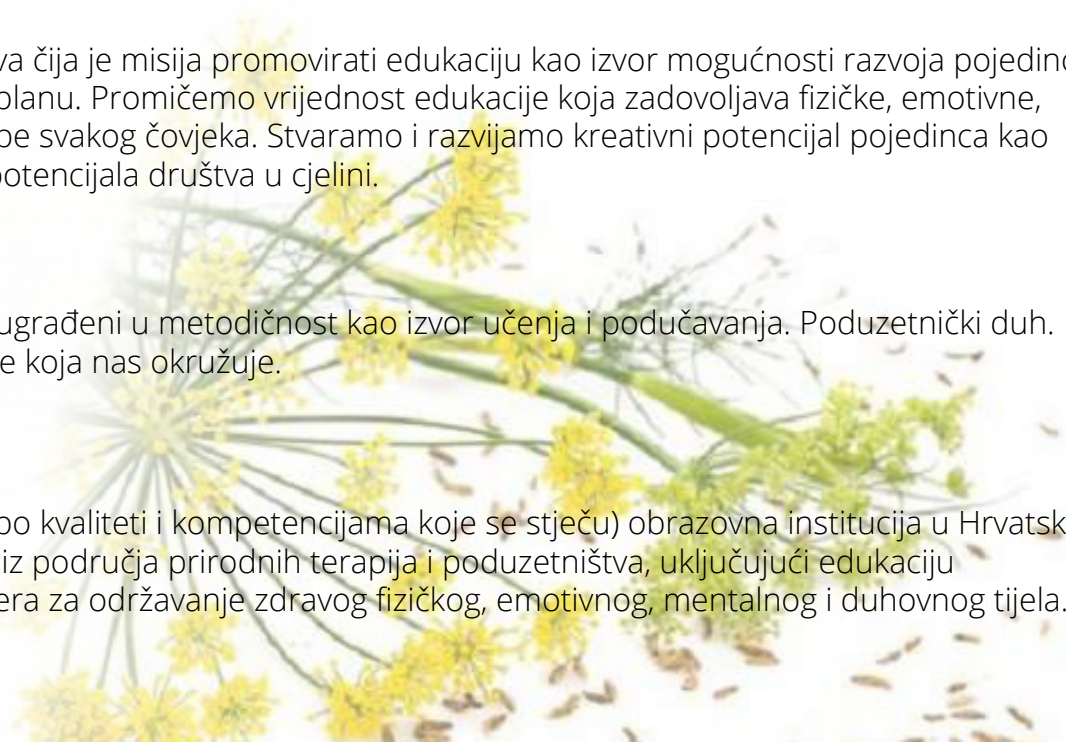 va čija je misija promovirati edukaciju kao izvor mogućnosti razvoja pojedinc
planu. Promičemo vrijednost edukacije koja zadovoljava fizičke, emotivne,
be svakog čovjeka. Stvaramo i razvijamo kreativni potencijal pojedinca kao
potencijala društva u cjelini.
ugrađeni u metodičnost kao izvor učenja i podučavanja. Poduzetnički duh.
e koja nas okružuje.
po kvaliteti i kompetencijama koje se stječu) obrazovna institucija u Hrvatsk
iz područja prirodnih terapija i poduzetništva, uključujući edukaciju
era za održavanje zdravog fizičkog, emotivnog, mentalnog i duhovnog tijela.